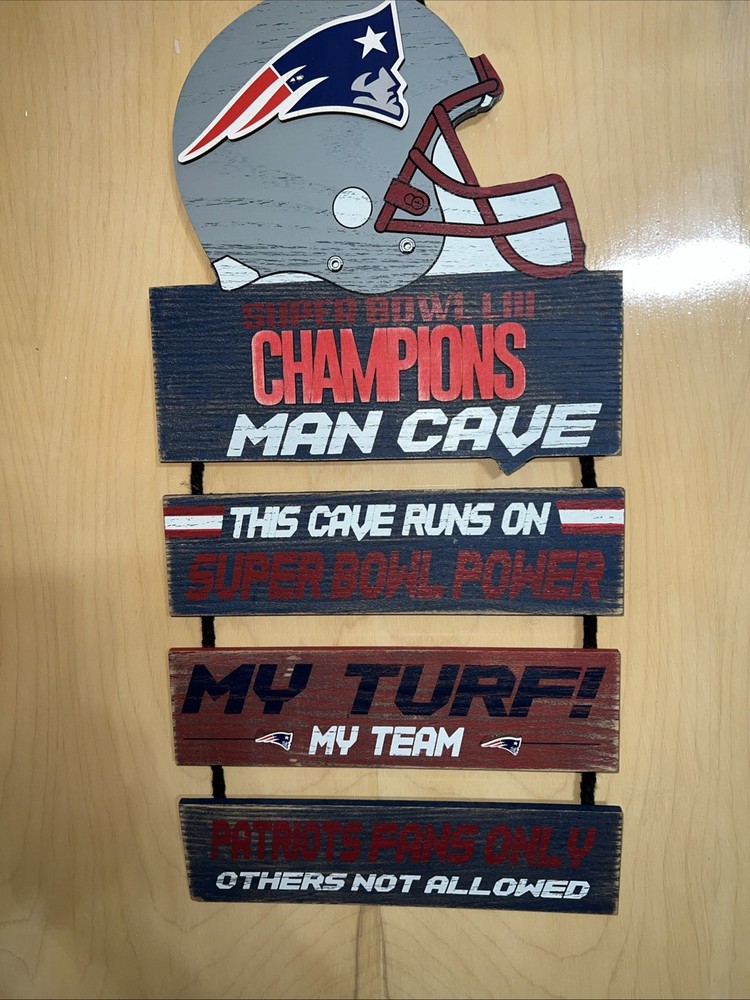 SUPER BOWL LIII
CHAMPIONS
MAN CAVE
THIS CAVE RUNS ON
SUPER BOWL POWER
MY TURF!
MY TEAM
PATRIOTS FANS ONLY
OTHERS NOT ALLOWED